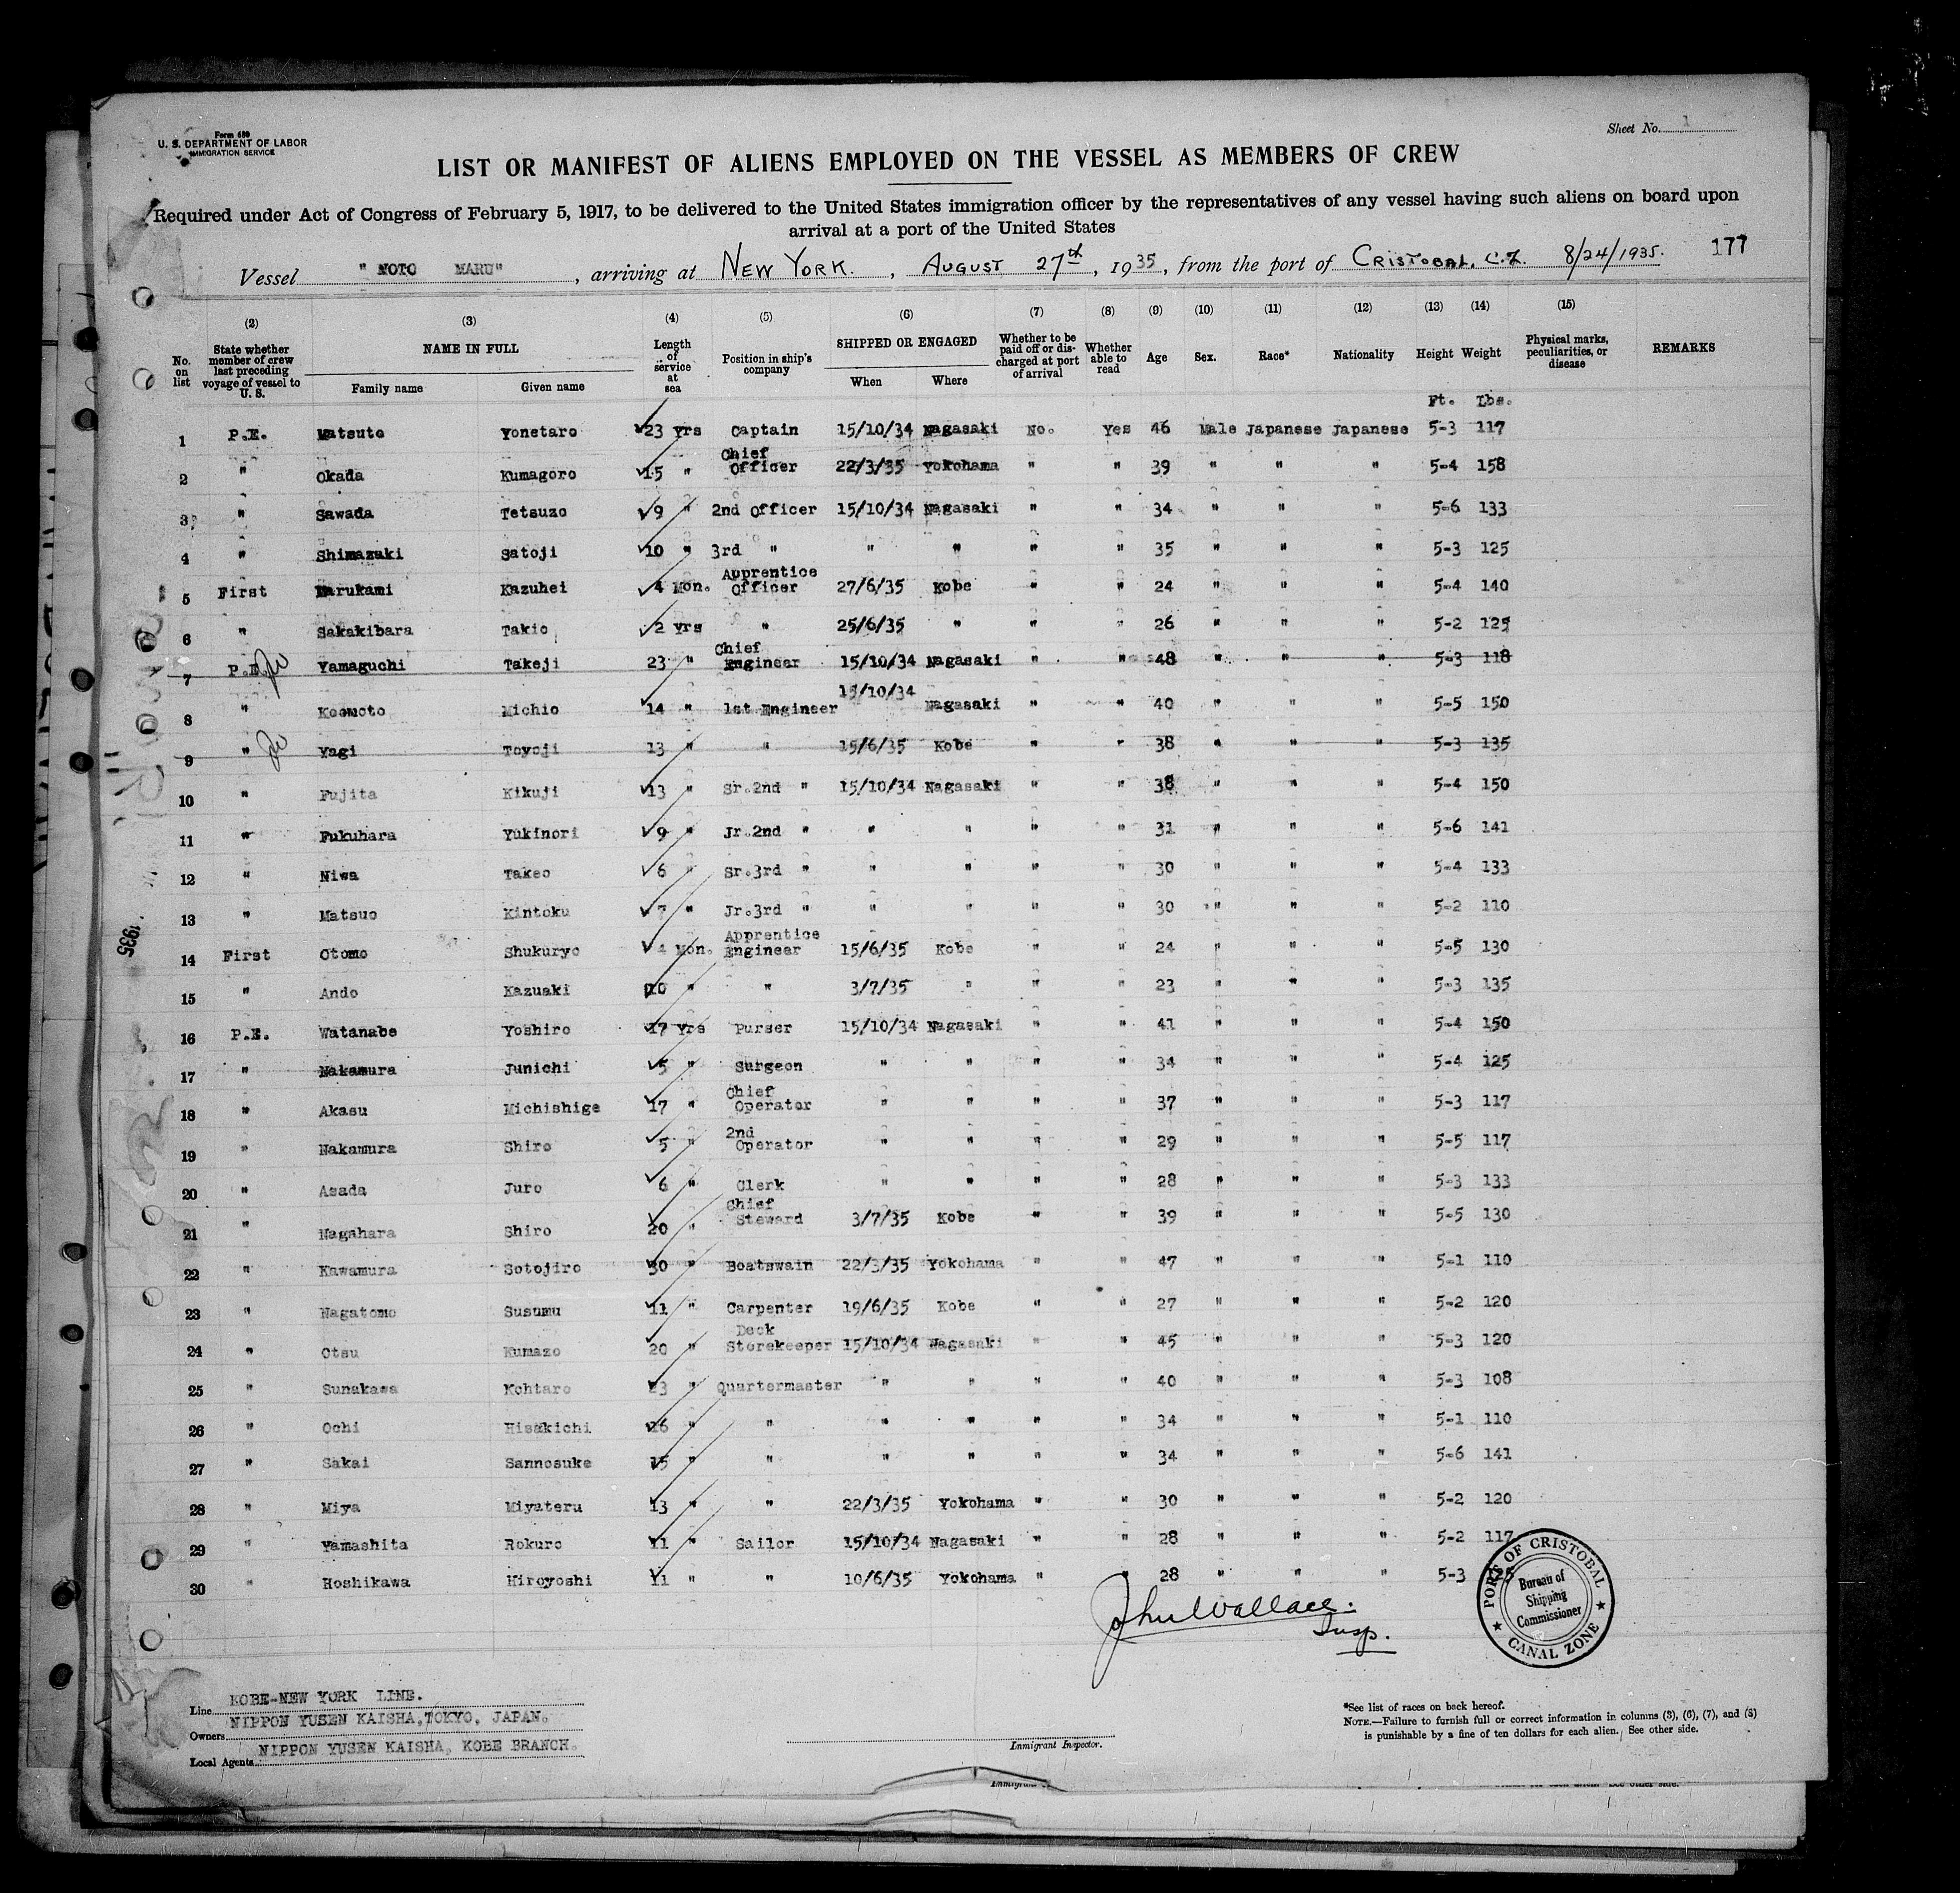 Form 680
U. S. DEPARTMENT OF LABOR
IMMIGRATION SERVICE
Sheet No. 1
LIST OR MANIFEST OF ALIENS EMPLOYED ON THE VESSEL AS MEMBERS OF CREW
Required under Act of Congress of February 5, 1917, to be delivered to the United States immigration officer by the representatives of any vessel having such aliens on board upon
arrival at a port of the United States
177
Vessel " NOTO MARU" , arriving at NEW YORK. , AUGUST 27th , 1935, from the port of CRISTOBAL, C.Z. 8/24/1935.
No. on list (2) State whether member of crew last preceding voyage of vessel to U. S. (3) NAME IN FULL Family name Given name (4) Length of service at sea (5) Position in ship's company (6) SHIPPED OR ENGAGED When Where (7) Whether to be paid off or discharged at port of arrival (8) Whether able to read (9) Age (10) Sex. (11) Race* (12) Nationality (13) Height (14) Weight (15) Physical marks, peculiarities, or disease REMARKS
Ft. Lbs.
1 P.E. Matsuto Yonetaro 23 yrs Captain 15/10/34 Nagasaki No. Yes 46 Male Japanese Japanese 5-3 117
2 " Okada Kumagoro 15 " Chief Officer 22/3/35 Yokohama " " 39 " " " 5-4 158
3 " Sawada Tetsuzo 9 " 2nd Officer 15/10/34 Nagasaki " " 34 " " " 5-6 133
4 " Shimazaki Satoji 10 " 3rd " " " " " 35 " " " 5-3 125
5 First Marukami Kazuhei 4 Mon. Apprentice Officer 27/6/35 Kobe " " 24 " " " 5-4 140
6 " Sakakibara Takio 2 yrs " 25/6/35 " " " 26 " " " 5-2 125
7 P.E. Yamaguchi Takeji 23 " Chief Engineer 15/10/34 Nagasaki " " 48 " " " 5-3 118
8 " Koomoto Michio 14 " 1st Engineer 15/10/34 Nagasaki " " 40 " " " 5-5 150
9 " Yagi Toyoji 13 " " 15/6/35 Kobe " " 38 " " " 5-3 135
10 " Fujita Kikuji 13 " Sr.2nd " 15/10/34 Nagasaki " " 38 " " " 5-4 150
11 " Fukuhara Yukinori 9 " Jr.2nd " " " " " 31 " " " 5-6 141
12 " Niwa Takeo 6 " Sr.3rd " " " " " 30 " " " 5-4 133
13 " Matsuo Kintoku 7 " Jr.3rd " " " " " 30 " " " 5-2 110
14 First Otomo Shukuryo 4 Mon. Apprentice Engineer 15/6/35 Kobe " " 24 " " " 5-5 130
15 " Ando Kazuaki 10 " " 3/7/35 " " " 23 " " " 5-3 135
16 P.E. Watanabe Yoshiro 17 yrs Purser 15/10/34 Nagasaki " " 41 " " " 5-4 150
17 " Nakamura Junichi 5 " Surgeon " " " " 34 " " " 5-4 125
18 " Akasu Michishige 17 " Chief Operator " " " " 37 " " " 5-3 117
19 " Nakamura Shiro 5 " 2nd Operator " " " " 29 " " " 5-5 117
20 " Asada Juro 6 " Clerk " " " " 28 " " " 5-3 133
21 " Nagahara Shiro 20 " Chief Steward 3/7/35 Kobe " " 39 " " " 5-5 130
22 " Kawamura Sotojiro 30 " Boatswain 22/3/35 Yokohama " " 47 " " " 5-1 110
23 " Nagatomo Susumu 11 " Carpenter 19/6/35 Kobe " " 27 " " " 5-2 120
24 " Otsu Kumazo 20 " Deck Storekeeper 15/10/34 Nagasaki " " 45 " " " 5-3 120
25 " Sunakawa Kohtaro 23 " Quartermaster " " " " 40 " " " 5-3 108
26 " Ochi Hisakichi 16 " " " " " " 34 " " " 5-1 110
27 " Sakai Sannosuke 15 " " " " " " 34 " " " 5-6 141
28 " Miya Miyateru 13 " " 22/3/35 Yokohama " " 30 " " " 5-2 120
29 " Yamashita Rokuro 11 " Sailor 15/10/34 Nagasaki " " 28 " " " 5-2 117
30 " Hoshikawa Hiroyoshi 11 " " 10/6/35 Yokohama " " 28 " " " 5-3 125
John Wallace.
Insp.
PORT OF CRISTOBAL
Bureau of
Shipping
Commissioner
CANAL ZONE
1935
Line KOBE-NEW YORK LINE.
Owners NIPPON YUSEN KAISHA, TOKYO, JAPAN.
Local Agents NIPPON YUSEN KAISHA, KOBE BRANCH.
Immigrant Inspector.
*See list of races on back hereof.
NOTE.—Failure to furnish full or correct information in columns (3), (6), (7), and (8)
is punishable by a fine of ten dollars for each alien. See other side.